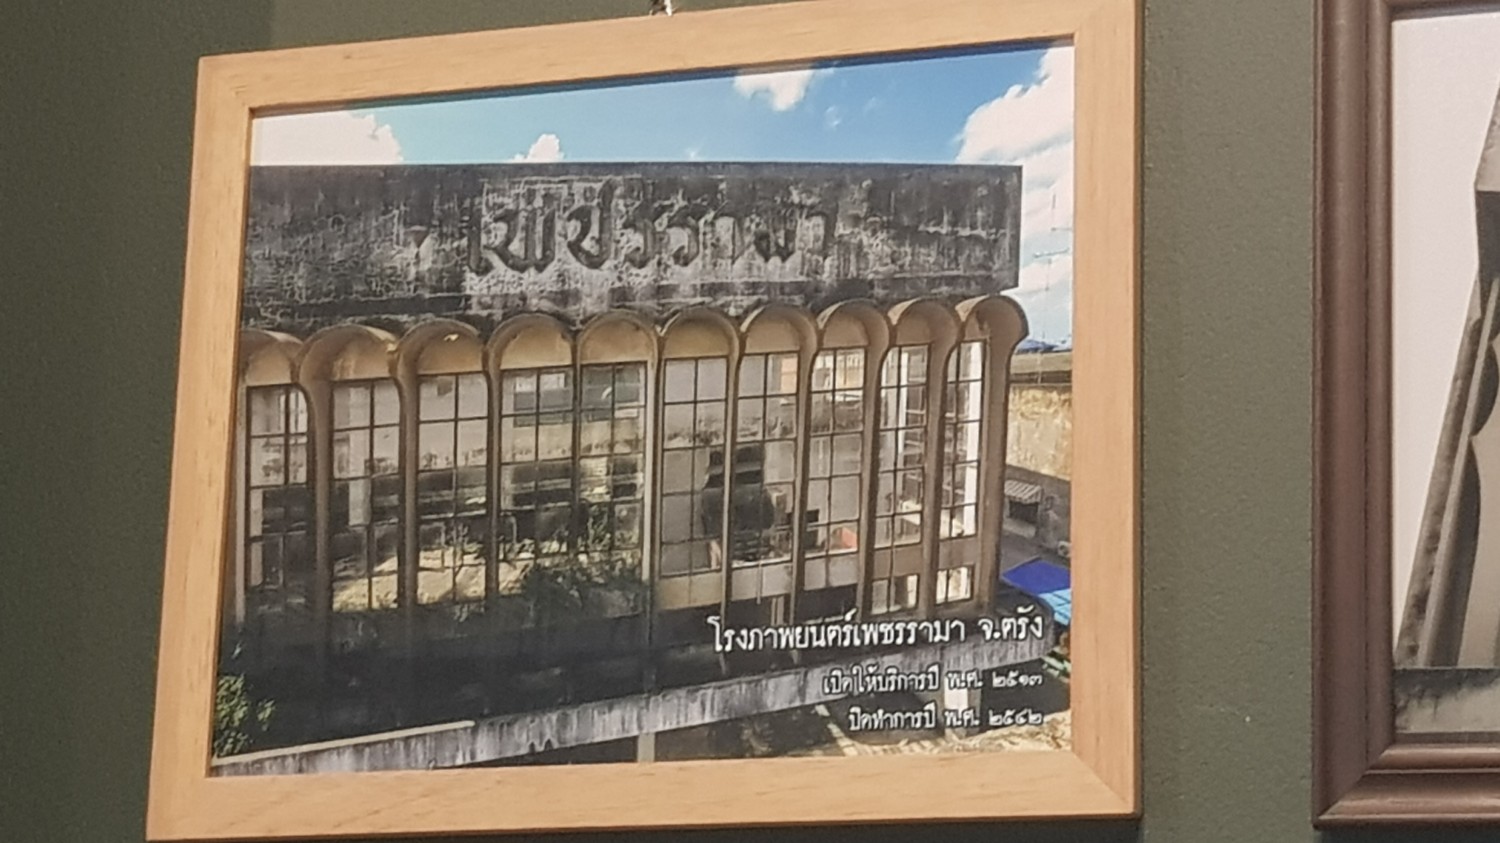 เพชรรามา
โรงภาพยนตร์เพชรรามา จ.ตรัง
เปิดให้บริการปี พ.ศ. ๒๕๑๓
ปิดทำการปี พ.ศ. ๒๕๔๒